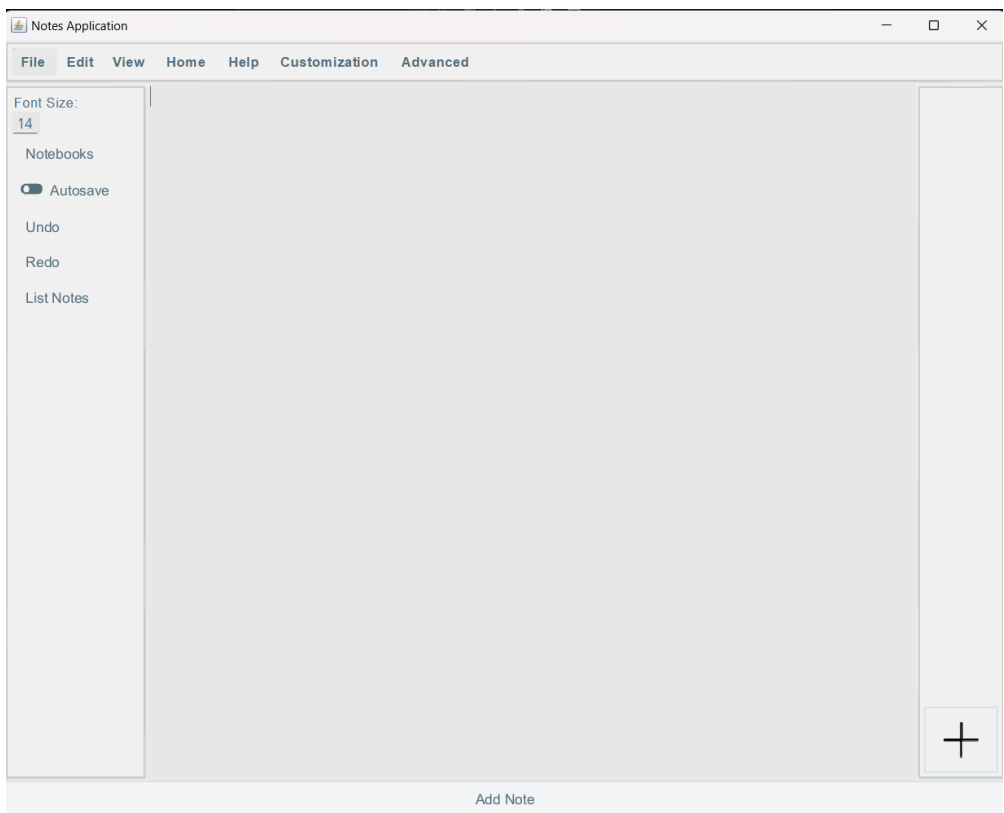 Notes Application
File Edit View Home Help Customization Advanced
Font Size:
14
Notebooks
Autosave
Undo
Redo
List Notes
Add Note